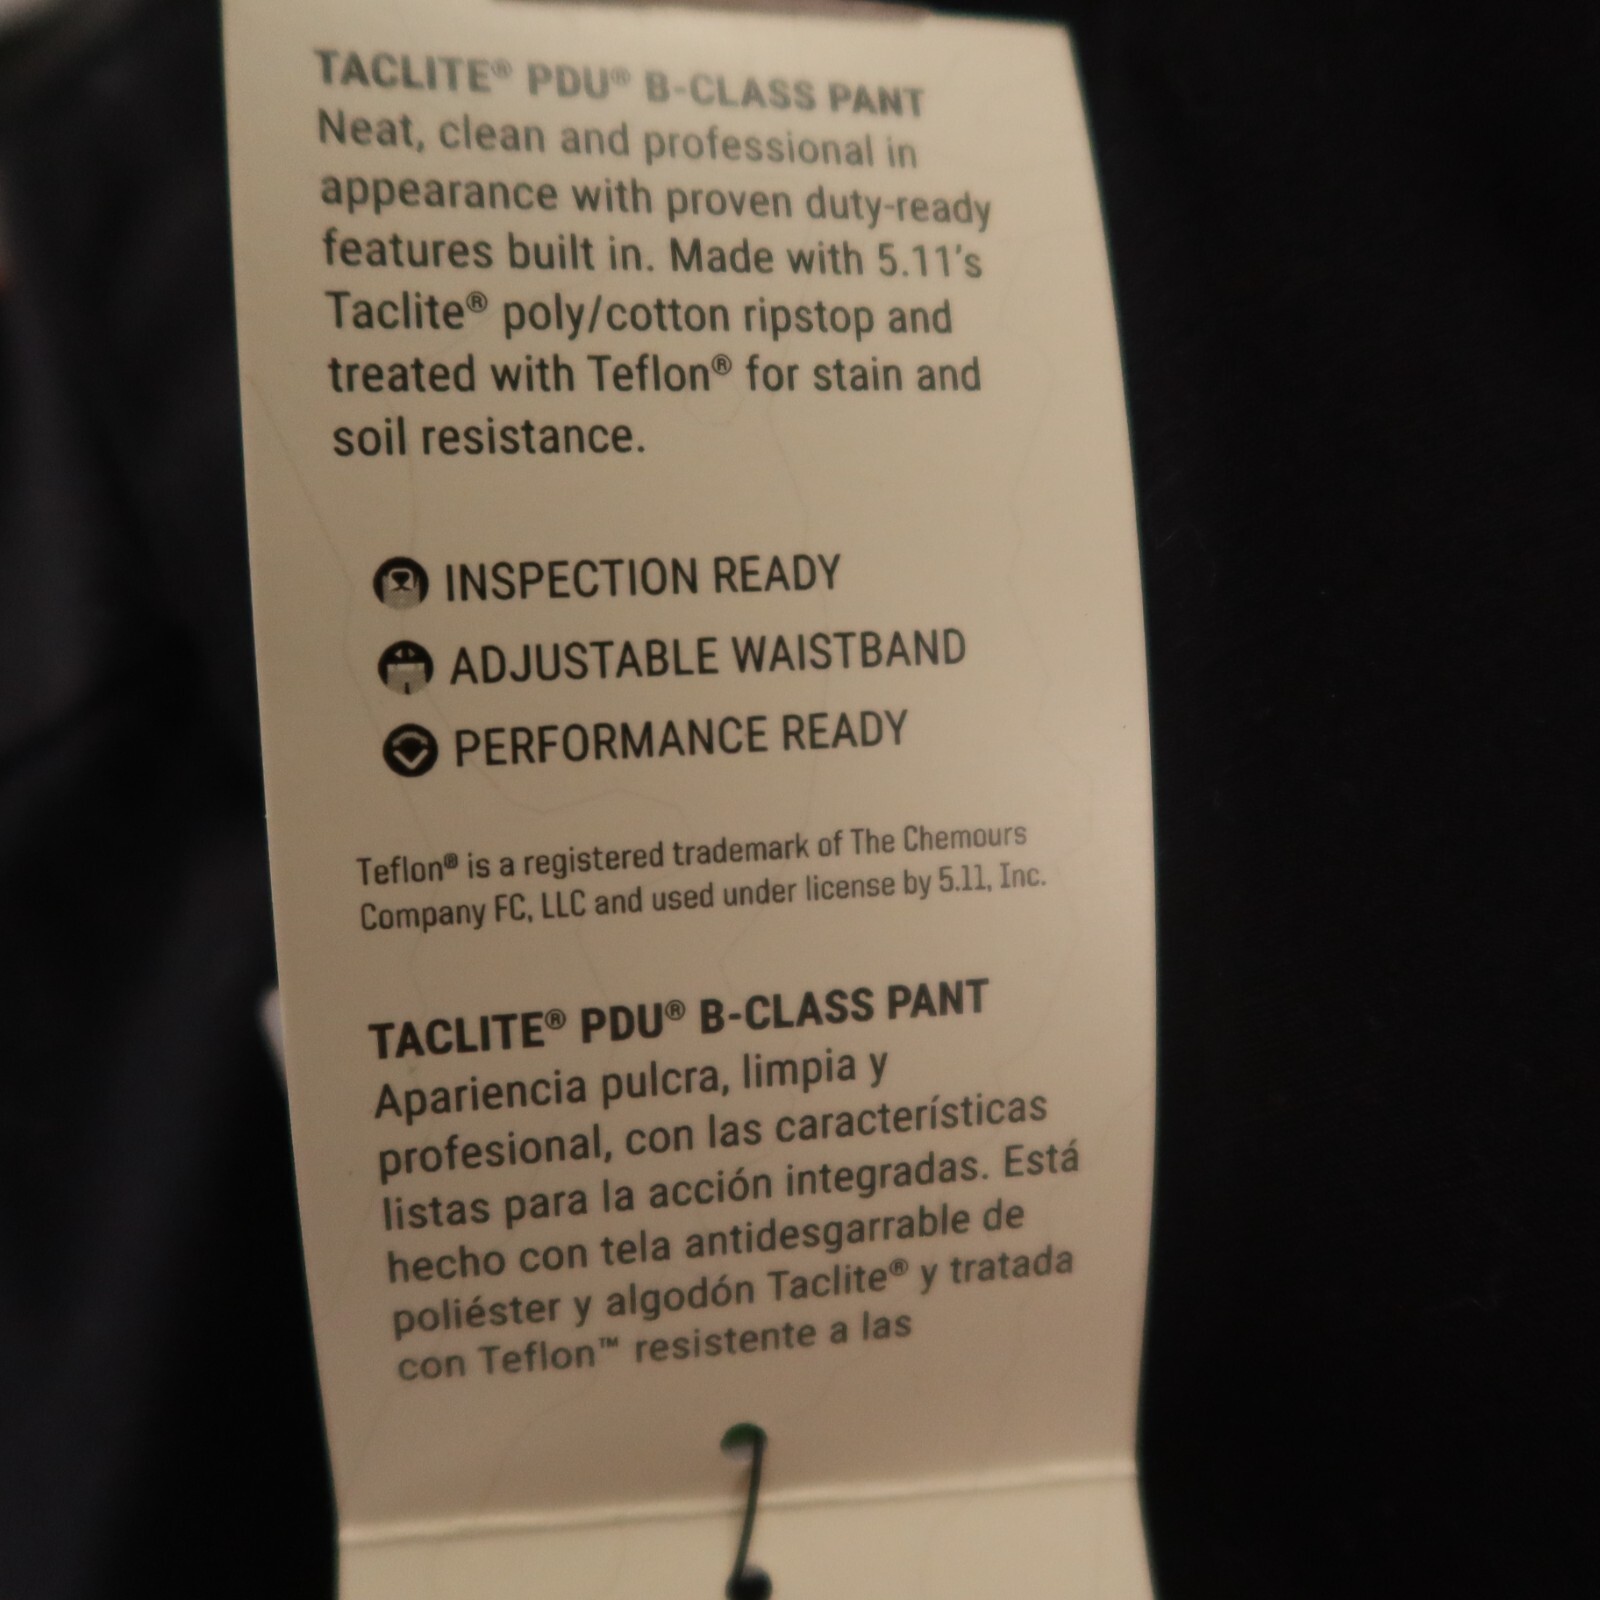 TACLITE® PDU® B-CLASS PANT
Neat, clean and professional in
appearance with proven duty-ready
features built in. Made with 5.11's
Taclite® poly/cotton ripstop and
treated with Teflon® for stain and
soil resistance.
INSPECTION READY
ADJUSTABLE WAISTBAND
PERFORMANCE READY
Teflon® is a registered trademark of The Chemours
Company FC, LLC and used under license by 5.11, Inc.
TACLITE® PDU® B-CLASS PANT
Apariencia pulcra, limpia y
profesional, con las características
listas para la acción integradas. Está
hecho con tela antidesgarrable de
poliéster y algodón Taclite® y tratada
con Teflon™ resistente a las